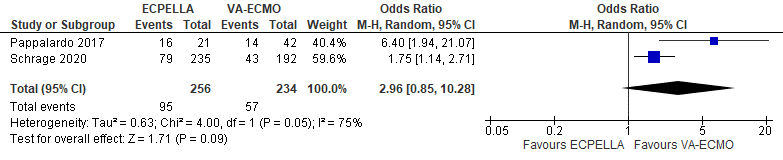 ECPELLA VA-ECMO Odds Ratio Odds Ratio
Study or Subgroup Events Total Events Total Weight M-H, Random, 95% CI M-H, Random, 95% CI
Pappalardo 2017 16 21 14 42 40.4% 6.40 [1.94, 21.07]
Schrage 2020 79 235 43 192 59.6% 1.75 [1.14, 2.71]
Total (95% CI) 256 234 100.0% 2.96 [0.85, 10.28]
Total events 95 57
Heterogeneity: Tau² = 0.63; Chi² = 4.00, df = 1 (P = 0.05); I² = 75%
Test for overall effect: Z = 1.71 (P = 0.09)
0.05 0.2 1 5 20
Favours ECPELLA Favours VA-ECMO